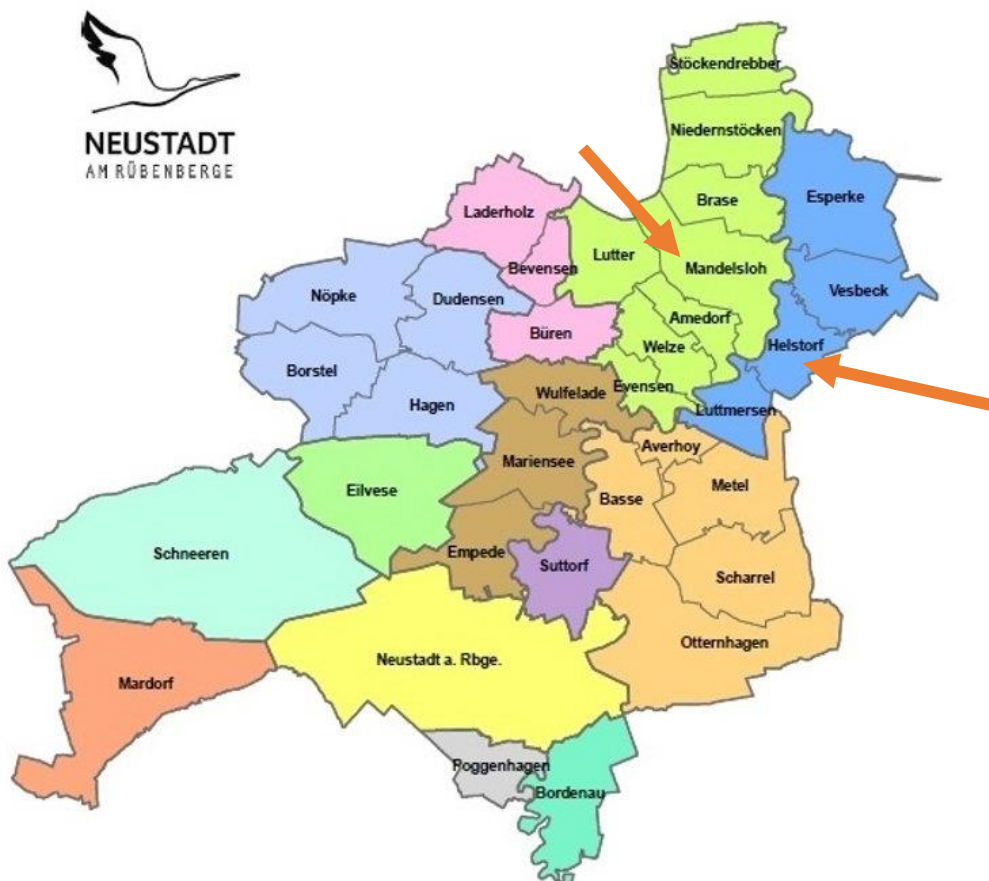 NEUSTADT
AM RÜBENBERGE
Stöckendrebber
Niedernstöcken
Brase
Esperke
Laderholz
Lutter
Mandelsloh
Bevensen
Nöpke
Dudensen
Vesbeck
Amedorf
Büren
Welze
Helstorf
Borstel
Evensen
Wulfelade
Hagen
Luttmersen
Averhoy
Mariensee
Metel
Eilvese
Basse
Schneeren
Empede
Suttorf
Scharrel
Otternhagen
Neustadt a. Rbge.
Mardorf
Poggenhagen
Bordenau